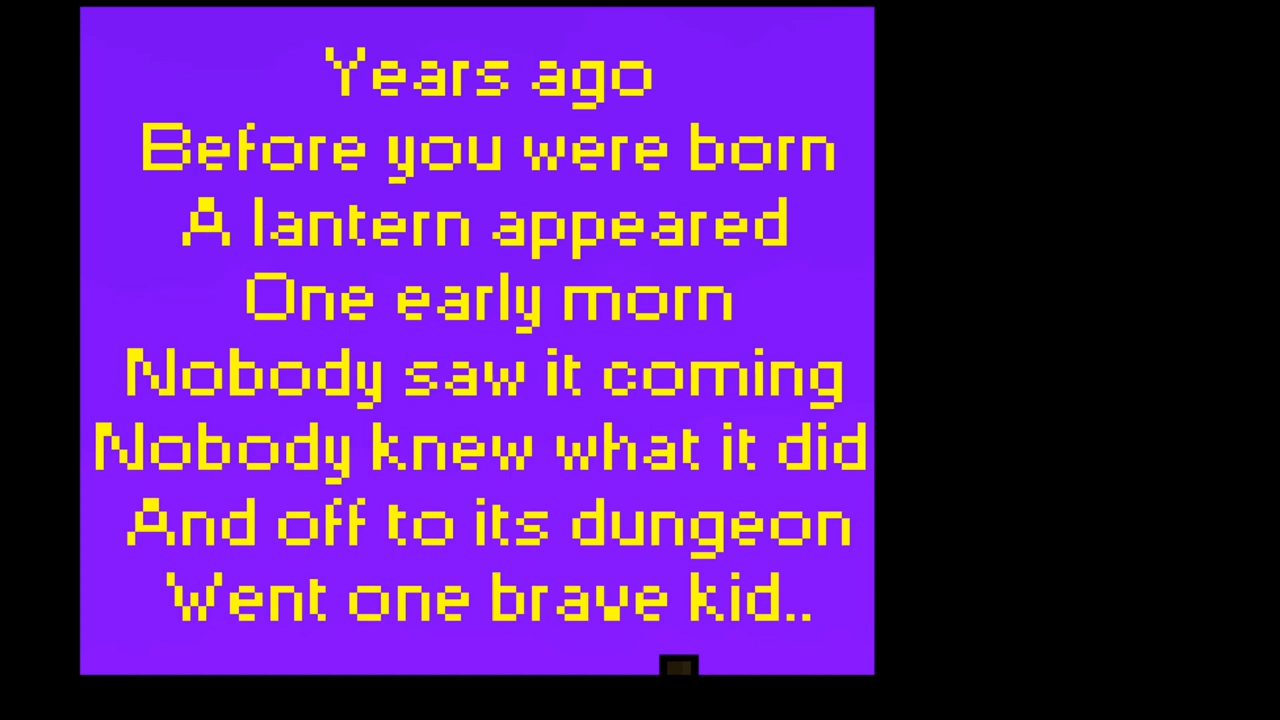 Years ago
Before you were born
A lantern appeared
One early morn
Nobody saw it coming
Nobody knew what it did
And off to its dungeon
Went one brave kid..